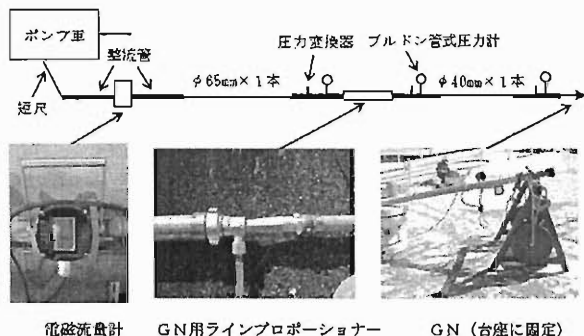 ポンプ車
整流管
圧力変換器 ブルドン管式圧力計
φ65mm×1本
φ40mm×1本
短尺
電磁流量計 GN用ラインプロポーショナー GN（台座に固定）